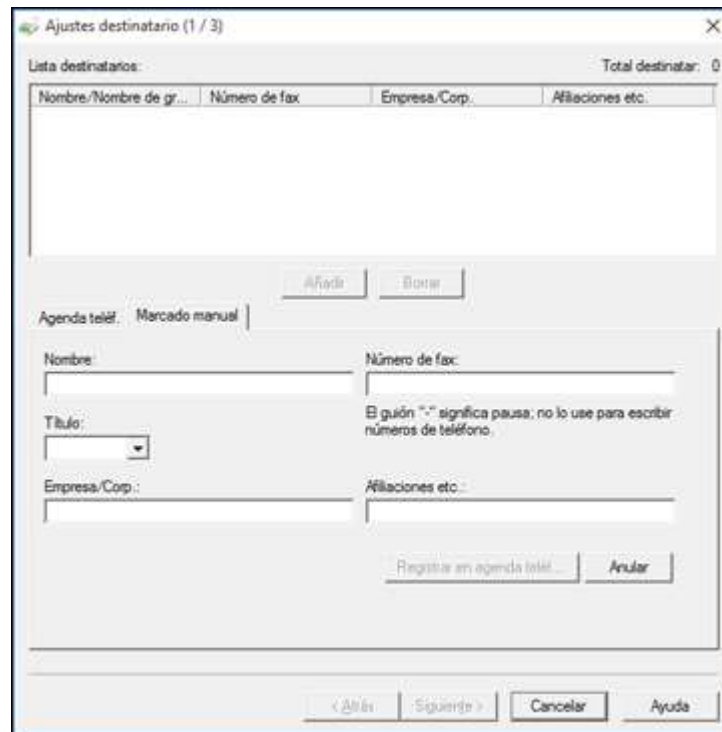 Ajustes destinatario (1 / 3)
Lista destinatarios: Total destinatar: 0
Nombre/Nombre de gr... Número de fax Empresa/Corp. Afiliaciones etc.
Añadir Borrar
Agenda teléf. Marcado manual
Nombre: Número de fax:
El guión "-" significa pausa; no lo use para escribir
números de teléfono.
Título:
Empresa/Corp.: Afiliaciones etc.:
Registrar en agenda teléf... Anular
< Atrás Siguiente > Cancelar Ayuda